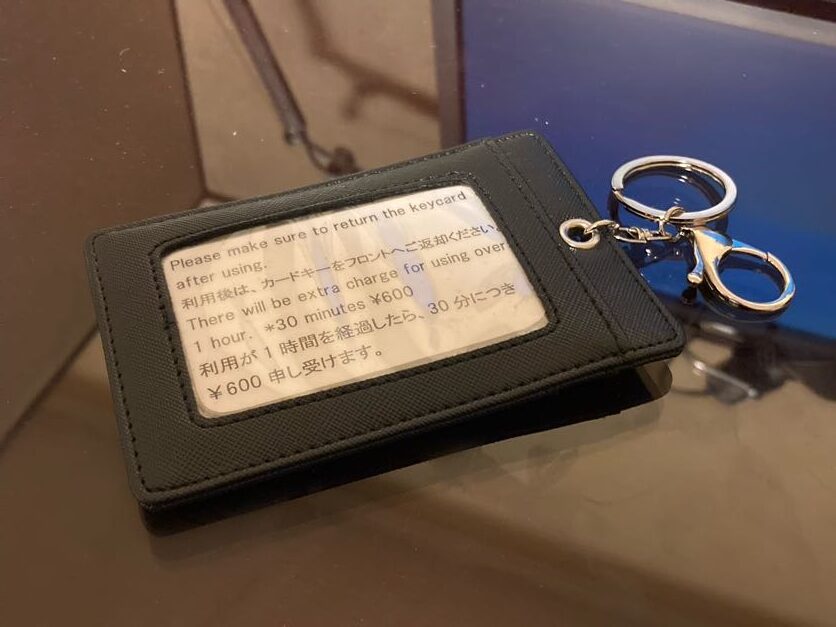 Please make sure to return the keycard
after using.
利用後は、カードキーをフロントへご返却ください。
There will be extra charge for using over
1 hour. *30 minutes ¥600
利用が１時間を経過したら、30 分につき
￥600 申し受けます。